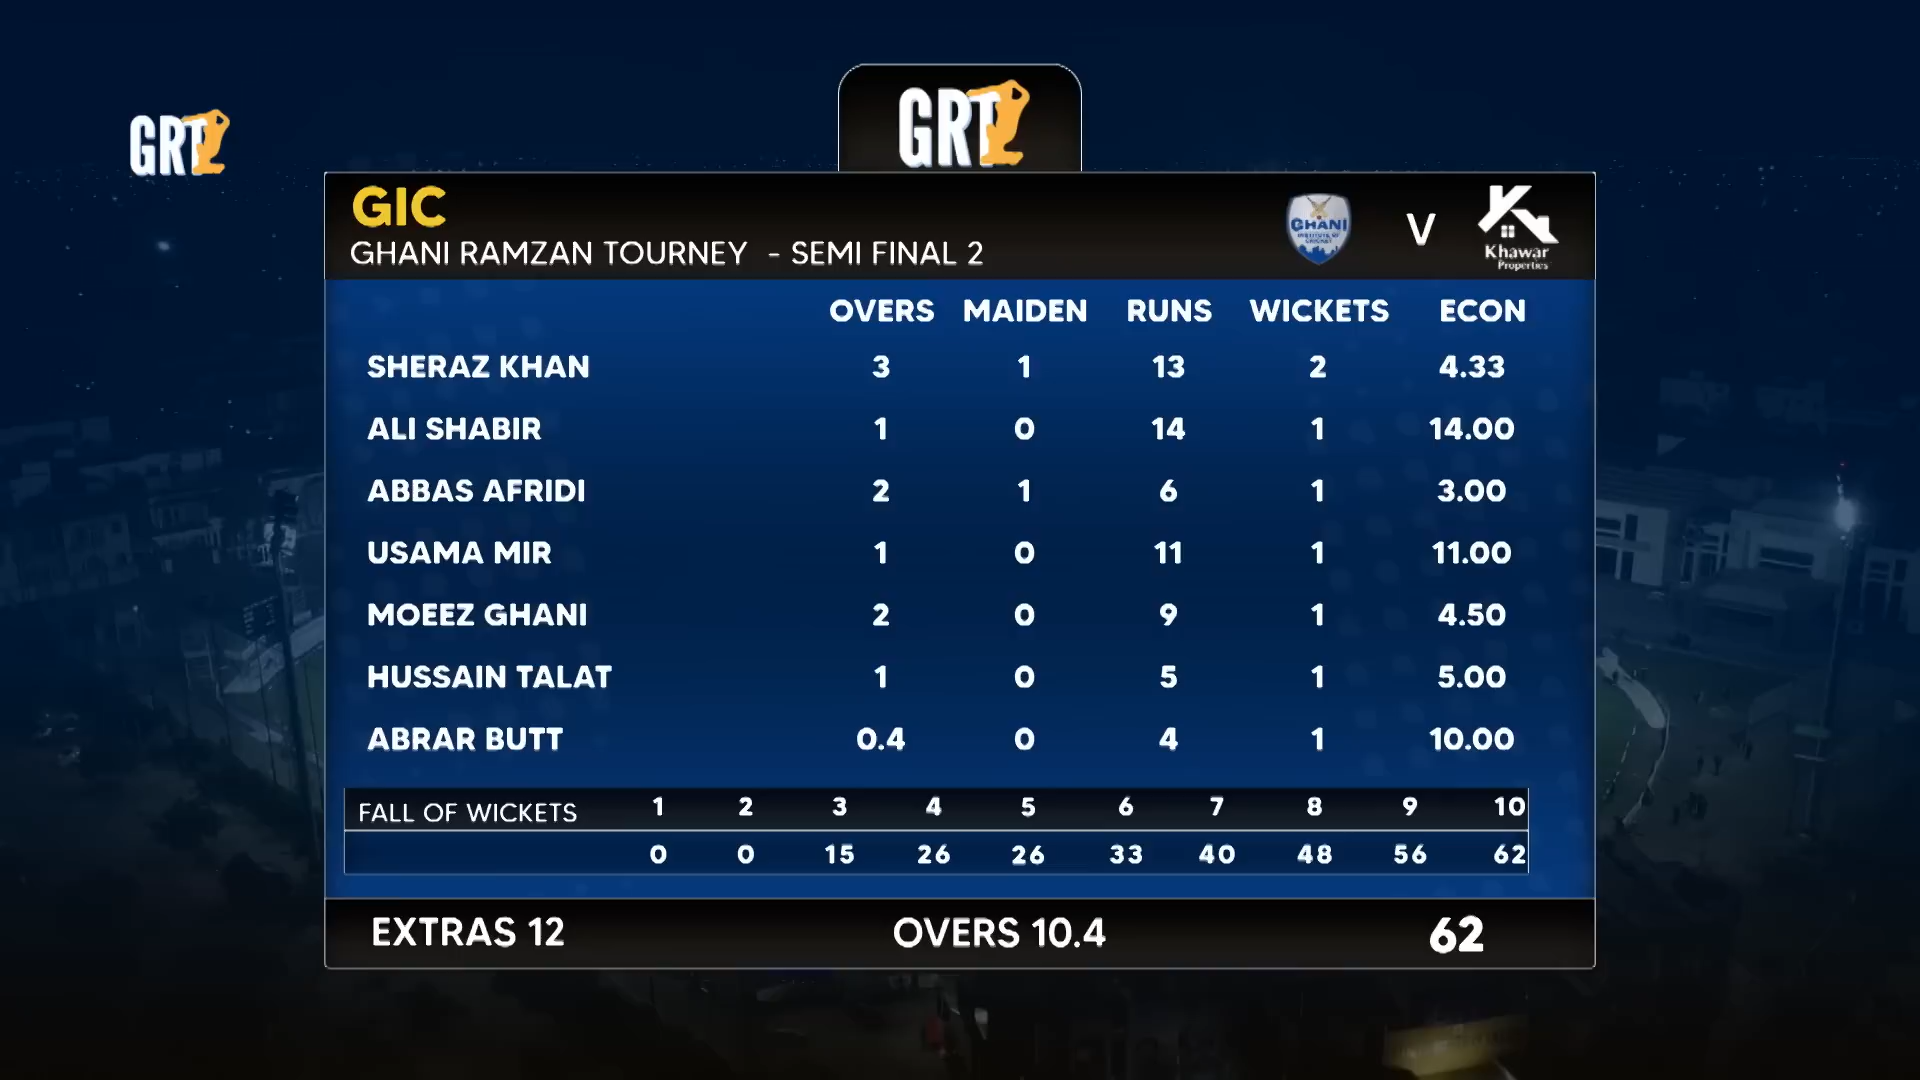 GRT
GRT
GIC
GHANI RAMZAN TOURNEY - SEMI FINAL 2
GHANI
INSTITUTE OF
CRICKET
V
Khawar
Properties
OVERS MAIDEN RUNS WICKETS ECON
SHERAZ KHAN 3 1 13 2 4.33
ALI SHABIR 1 0 14 1 14.00
ABBAS AFRIDI 2 1 6 1 3.00
USAMA MIR 1 0 11 1 11.00
MOEEZ GHANI 2 0 9 1 4.50
HUSSAIN TALAT 1 0 5 1 5.00
ABRAR BUTT 0.4 0 4 1 10.00
FALL OF WICKETS 1 2 3 4 5 6 7 8 9 10
0 0 15 26 26 33 40 48 56 62
EXTRAS 12 OVERS 10.4 62